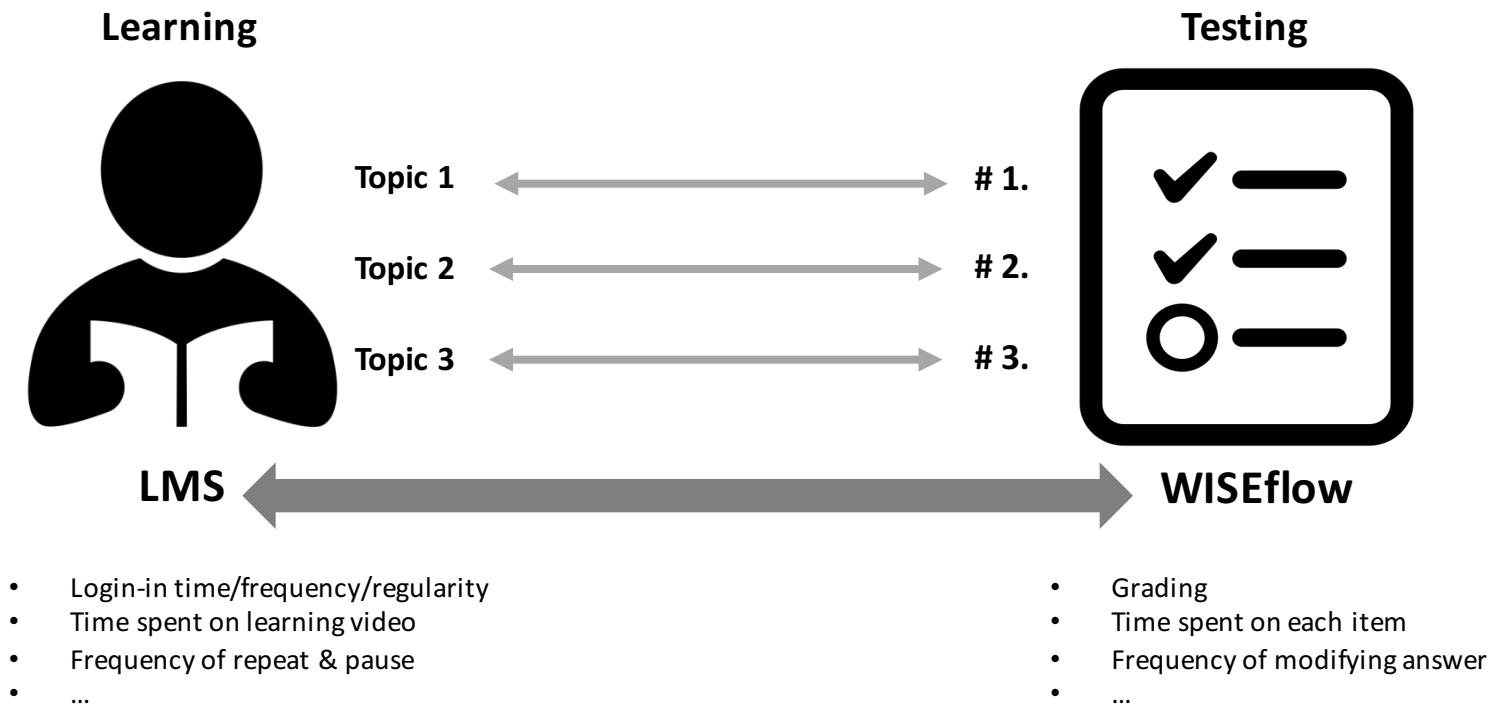 Learning
Testing
Topic 1
# 1.
Topic 2
# 2.
Topic 3
# 3.
LMS
WISEflow
• Login-in time/frequency/regularity
• Time spent on learning video
• Frequency of repeat & pause
• ...
• Grading
• Time spent on each item
• Frequency of modifying answer
• ...